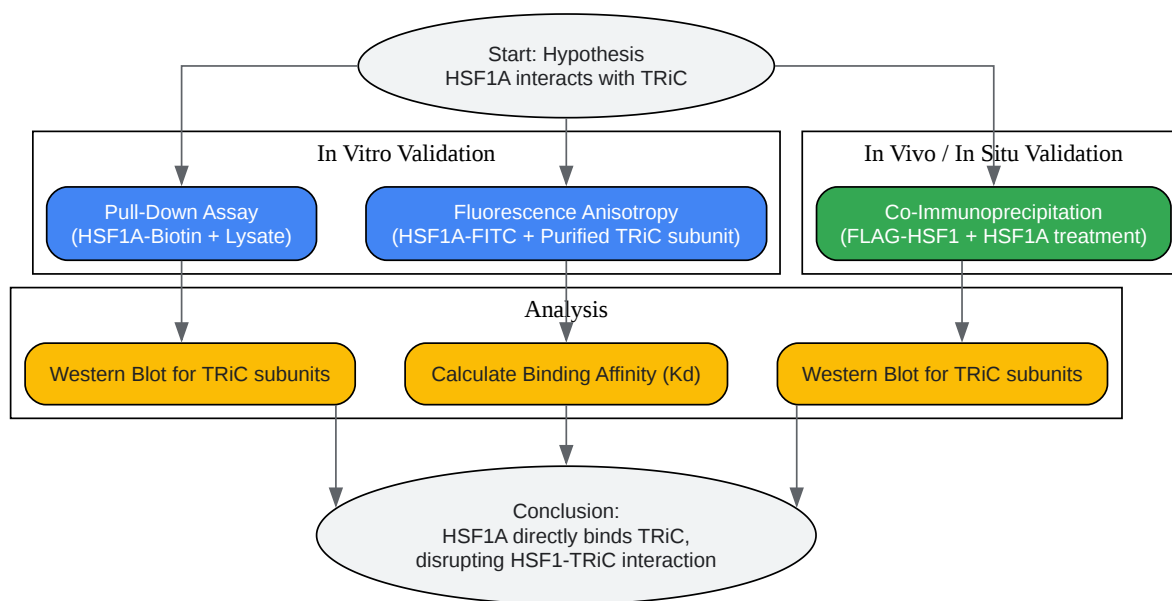 Start: Hypothesis
HSF1A interacts with TRiC
In Vitro Validation
In Vivo / In Situ Validation
Pull-Down Assay
(HSF1A-Biotin + Lysate)
Fluorescence Anisotropy
(HSF1A-FITC + Purified TRiC subunit)
Co-Immunoprecipitation
(FLAG-HSF1 + HSF1A treatment)
Analysis
Western Blot for TRiC subunits
Calculate Binding Affinity (Kd)
Western Blot for TRiC subunits
Conclusion:
HSF1A directly binds TRiC,
disrupting HSF1-TRiC interaction